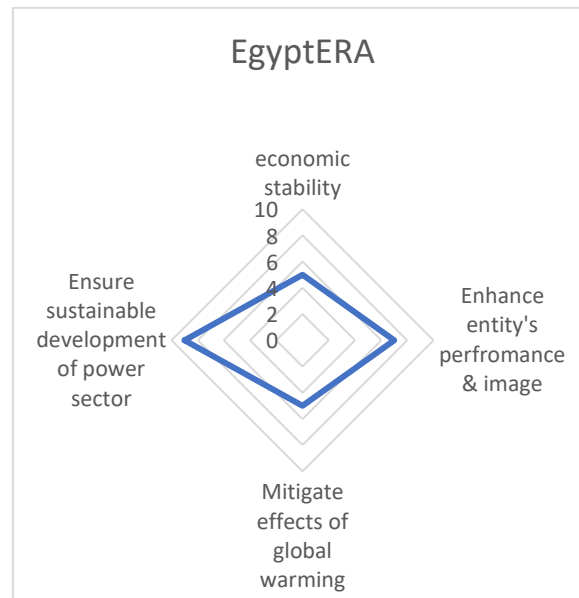 EgyptERA
economic
stability
10
8
6
4
2
0
Enhance
entity's
perfromance
& image
Mitigate
effects of
global
warming
Ensure
sustainable
development
of power
sector